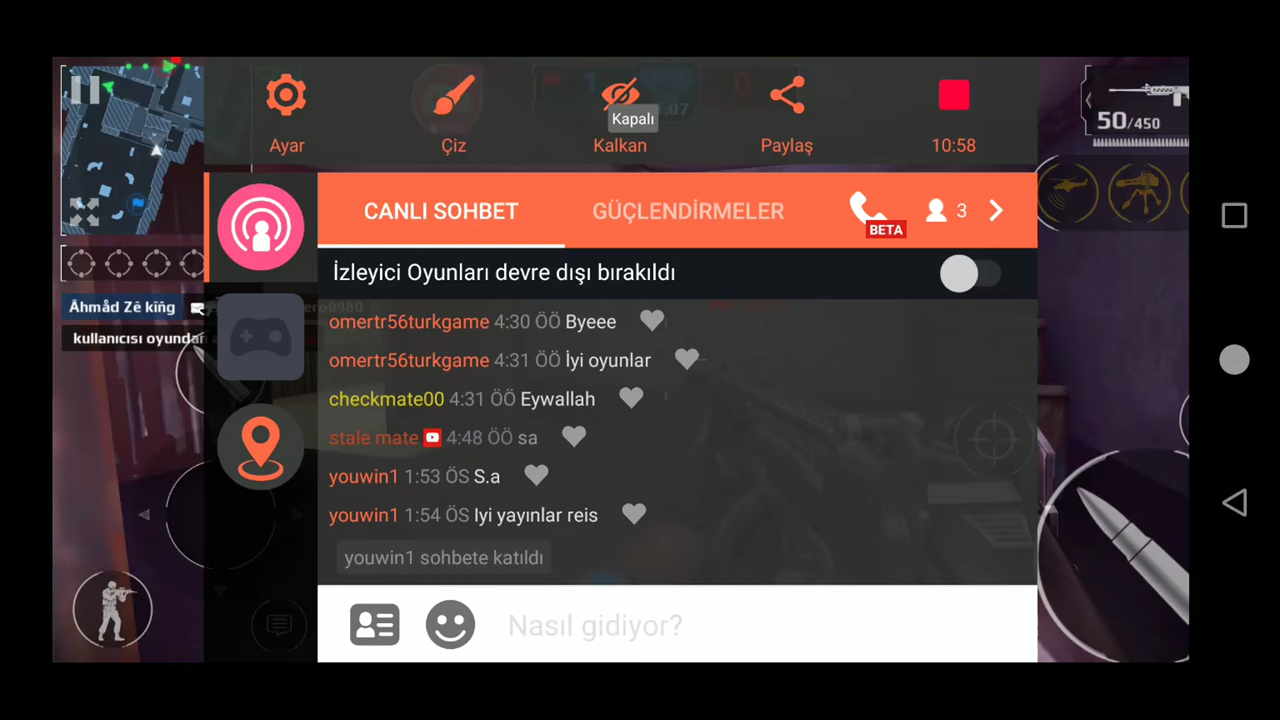 Kapalı
Ayar
Çiz
Kalkan
Paylaş
10:58
50/450
CANLI SOHBET
GÜÇLENDİRMELER
BETA
3
İzleyici Oyunları devre dışı bırakıldı
Āhmåd Zē kīñg
kullanıcısı oyundan
omertr56turkgame 4:30 ÖÖ Byeee
omertr56turkgame 4:31 ÖÖ İyi oyunlar
checkmate00 4:31 ÖÖ Eywallah
stale mate 4:48 ÖÖ sa
youwin1 1:53 ÖS S.a
youwin1 1:54 ÖS Iyi yayınlar reis
youwin1 sohbete katıldı
Nasıl gidiyor?